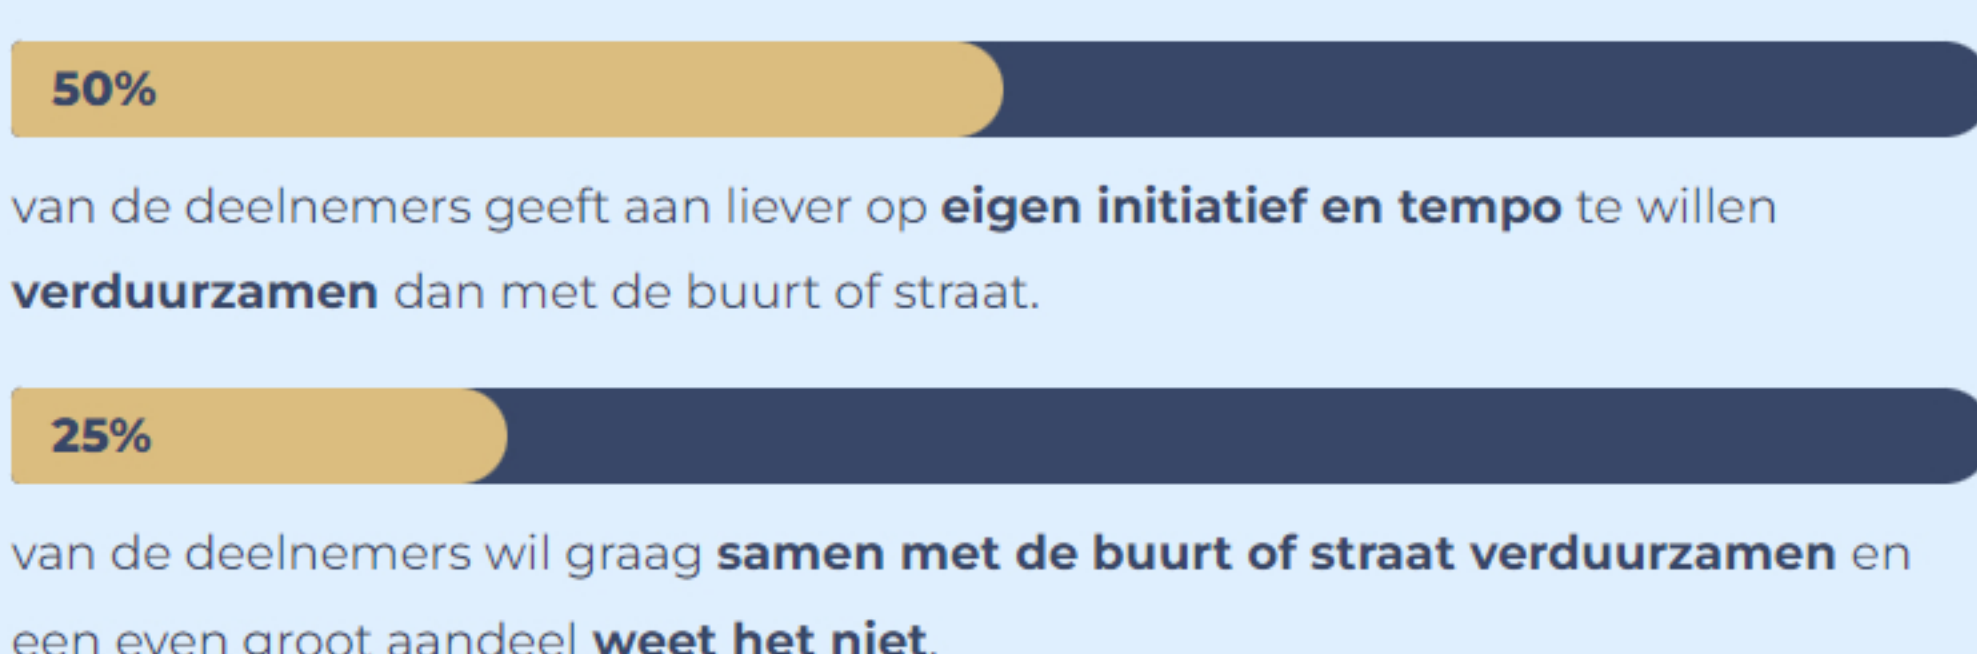 50%
van de deelnemers geeft aan liever op eigen initiatief en tempo te willen
verduurzamen dan met de buurt of straat.
25%
van de deelnemers wil graag samen met de buurt of straat verduurzamen en
een even groot aandeel weet het niet.